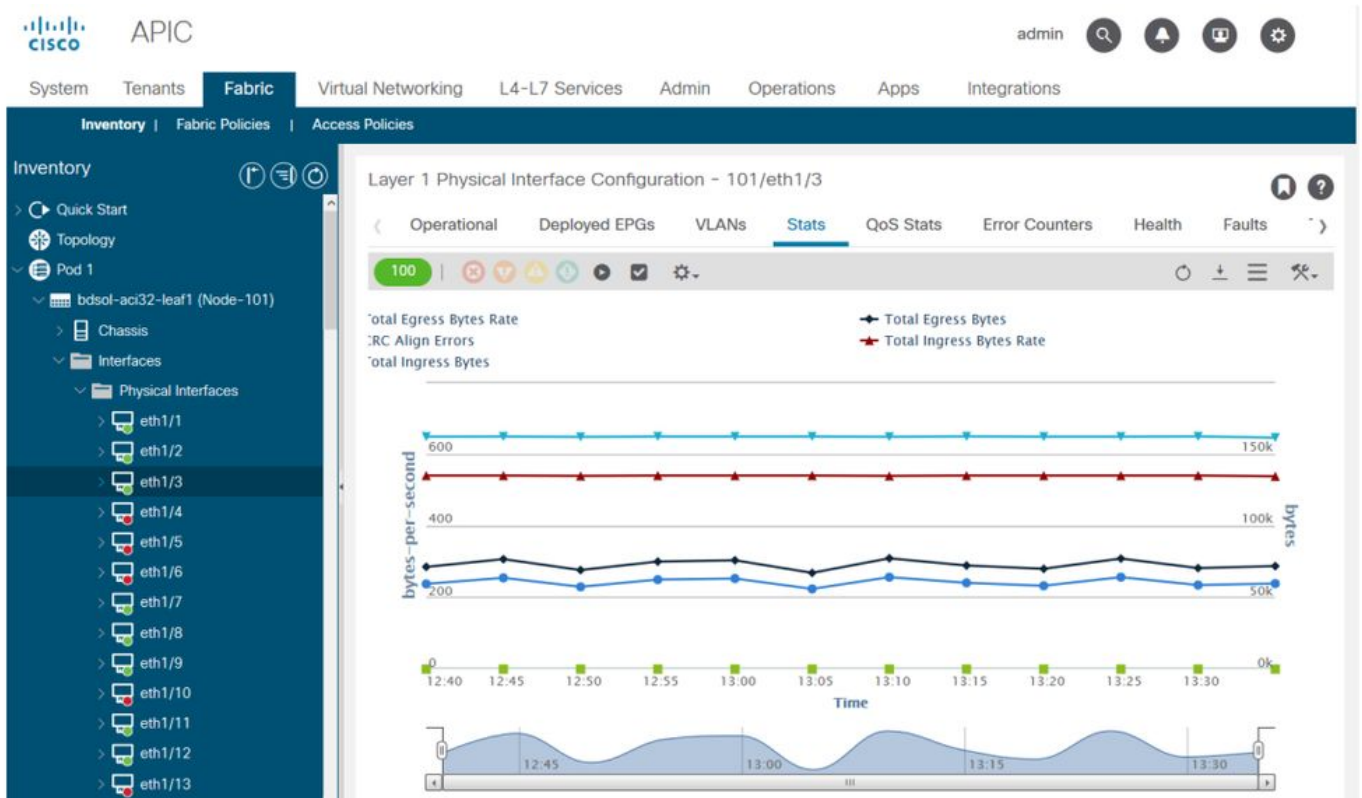 CISCO
APIC
admin
System Tenants Fabric Virtual Networking L4-L7 Services Admin Operations Apps Integrations
Inventory | Fabric Policies | Access Policies
Inventory
Quick Start
Topology
Pod 1
bdsol-aci32-leaf1 (Node-101)
Chassis
Interfaces
Physical Interfaces
eth1/1
eth1/2
eth1/3
eth1/4
eth1/5
eth1/6
eth1/7
eth1/8
eth1/9
eth1/10
eth1/11
eth1/12
eth1/13
Layer 1 Physical Interface Configuration - 101/eth1/3
Operational Deployed EPGs VLANs Stats QoS Stats Error Counters Health Faults
100
otal Egress Bytes Rate Total Egress Bytes
RC Align Errors Total Ingress Bytes Rate
otal Ingress Bytes
bytes-per-second
600 150k
400 100k
200 50k
0 0k
bytes
12:40 12:45 12:50 12:55 13:00 13:05 13:10 13:15 13:20 13:25 13:30
Time
12:45 13:00 13:15 13:30